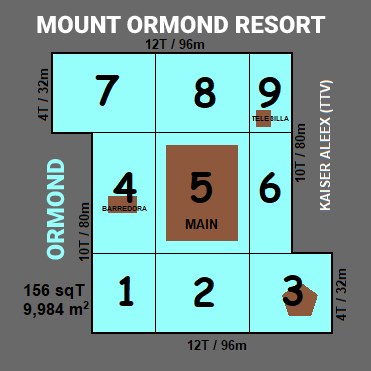 MOUNT ORMOND RESORT
12T / 96m
4T / 32m
7
8
9
TELESILLA
KAISER ALEEX (TTV)
10T / 80m
ORMOND
4
BARREDORA
5
MAIN
6
10T / 80m
156 sqT
9,984 m²
1
2
3
4T / 32m
12T / 96m